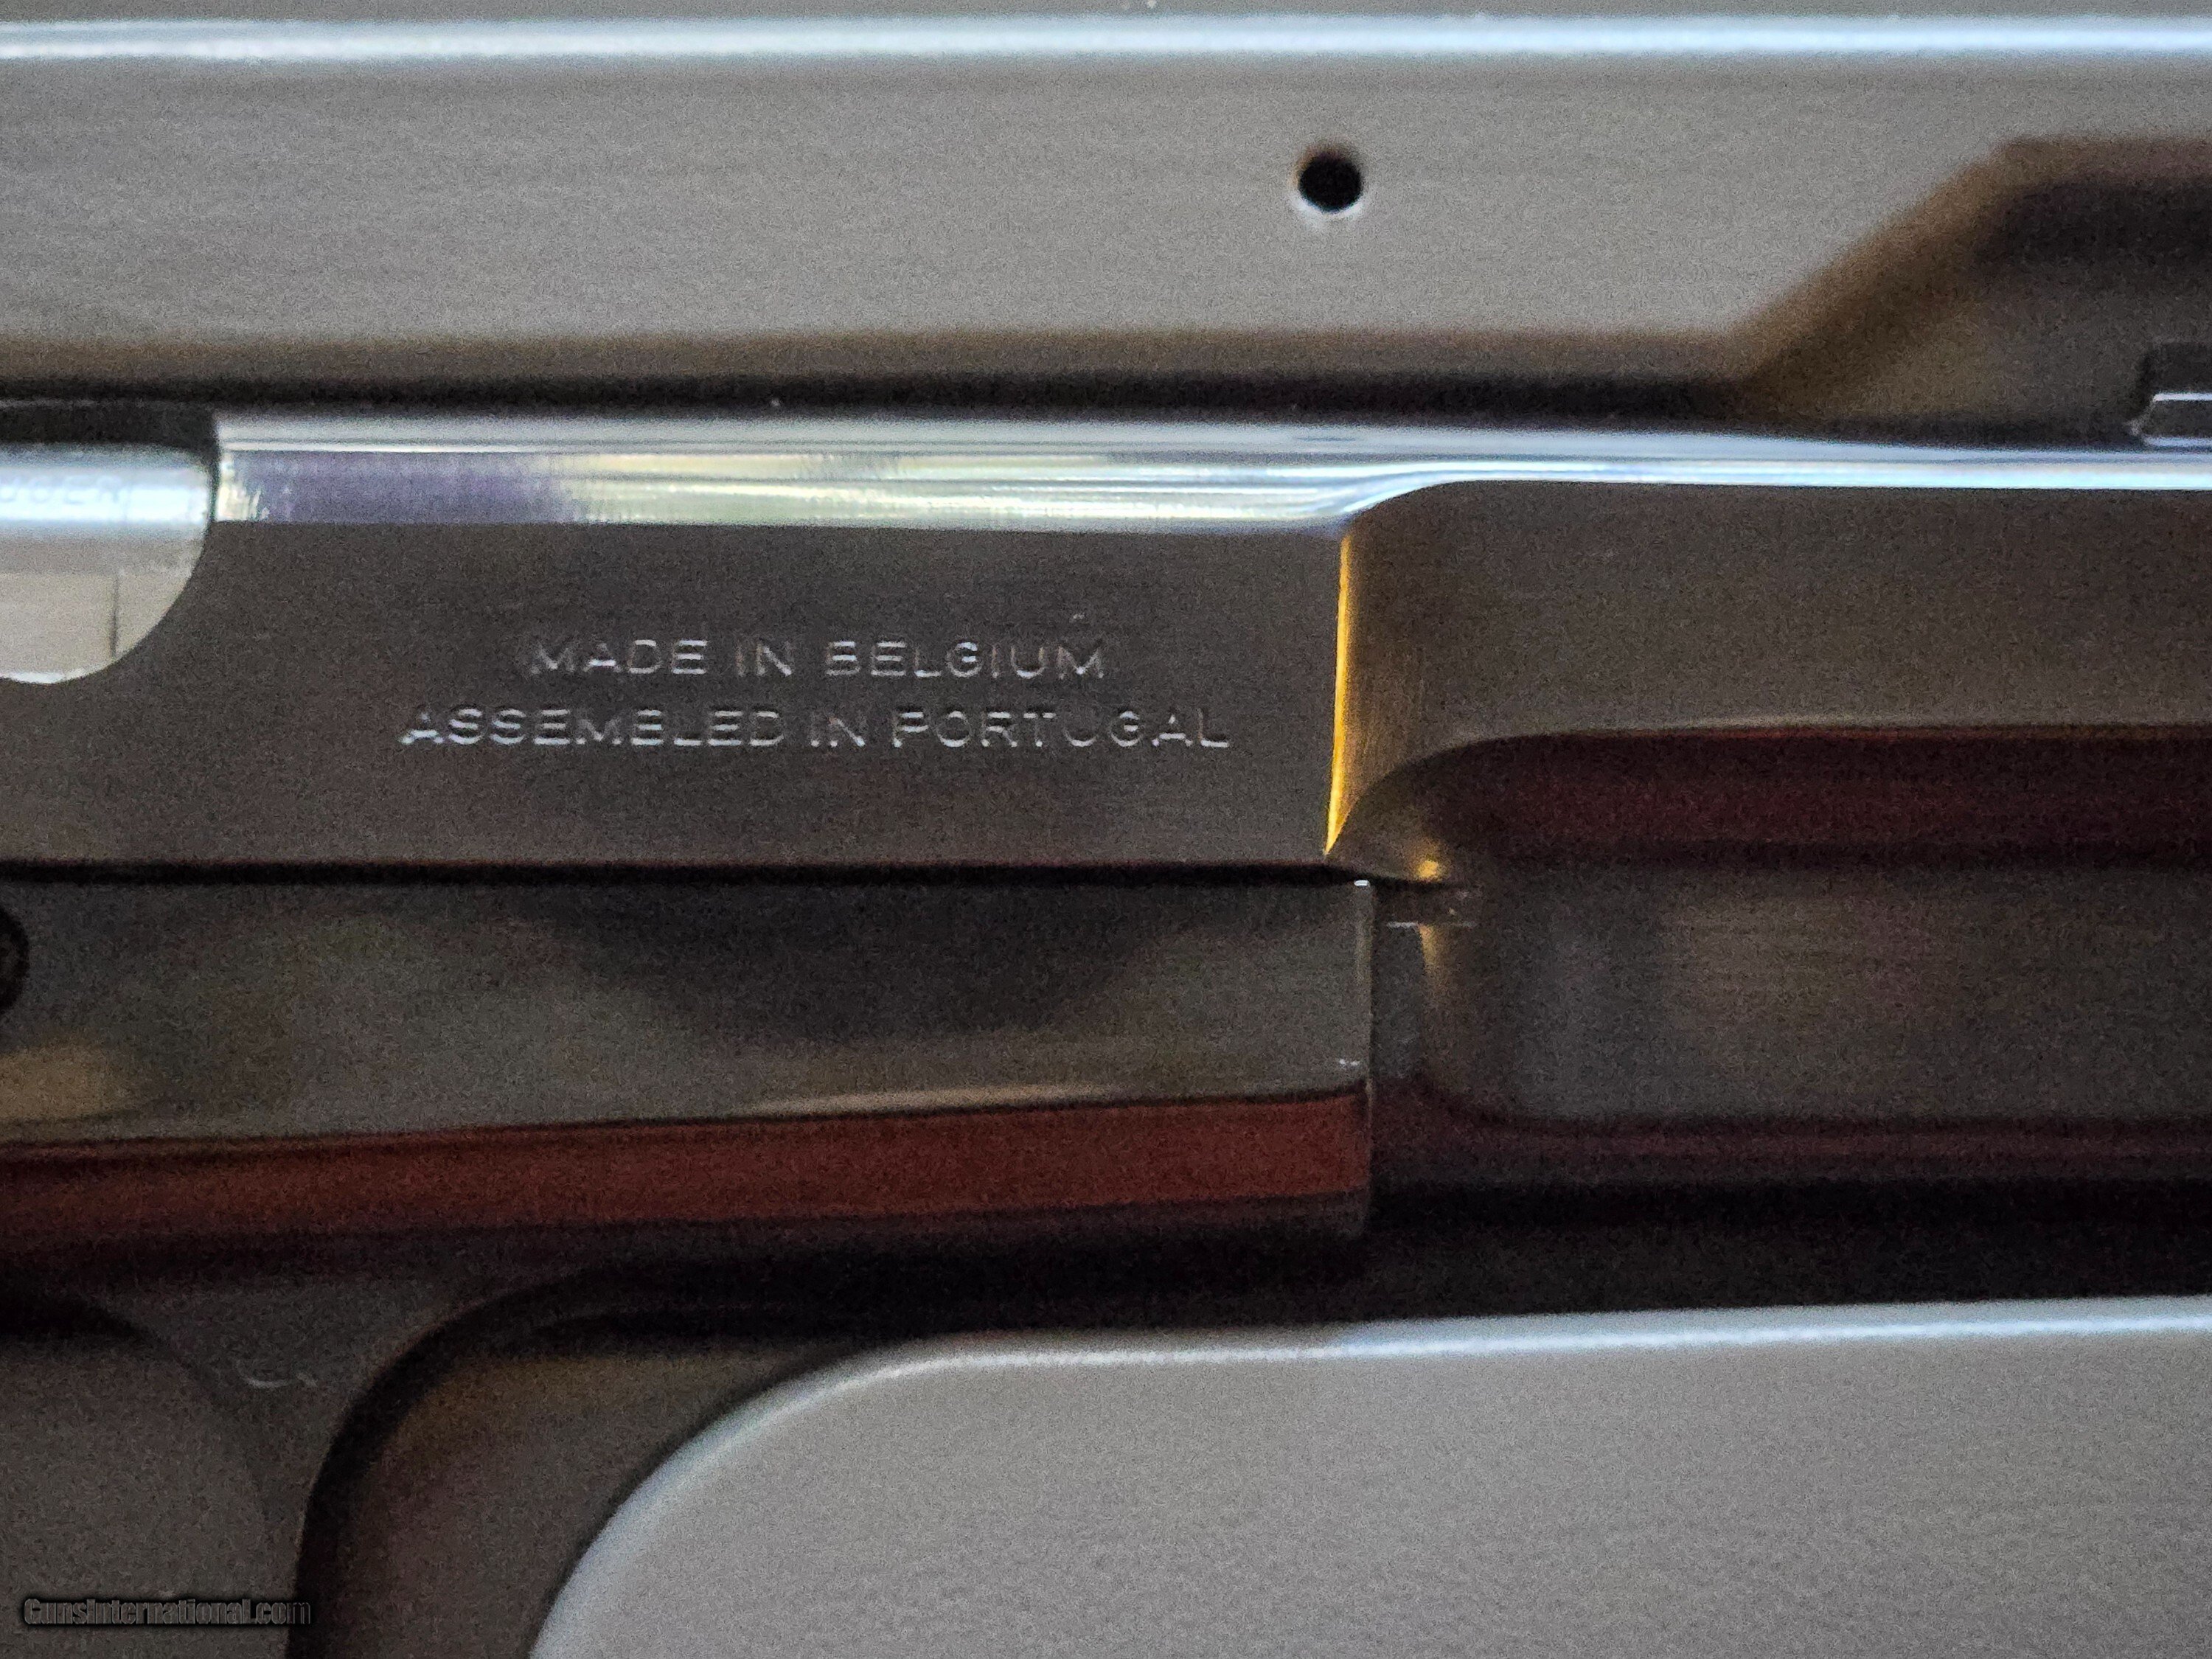 MADE IN BELGIUM
ASSEMBLED IN PORTUGAL
GunsInternational.com